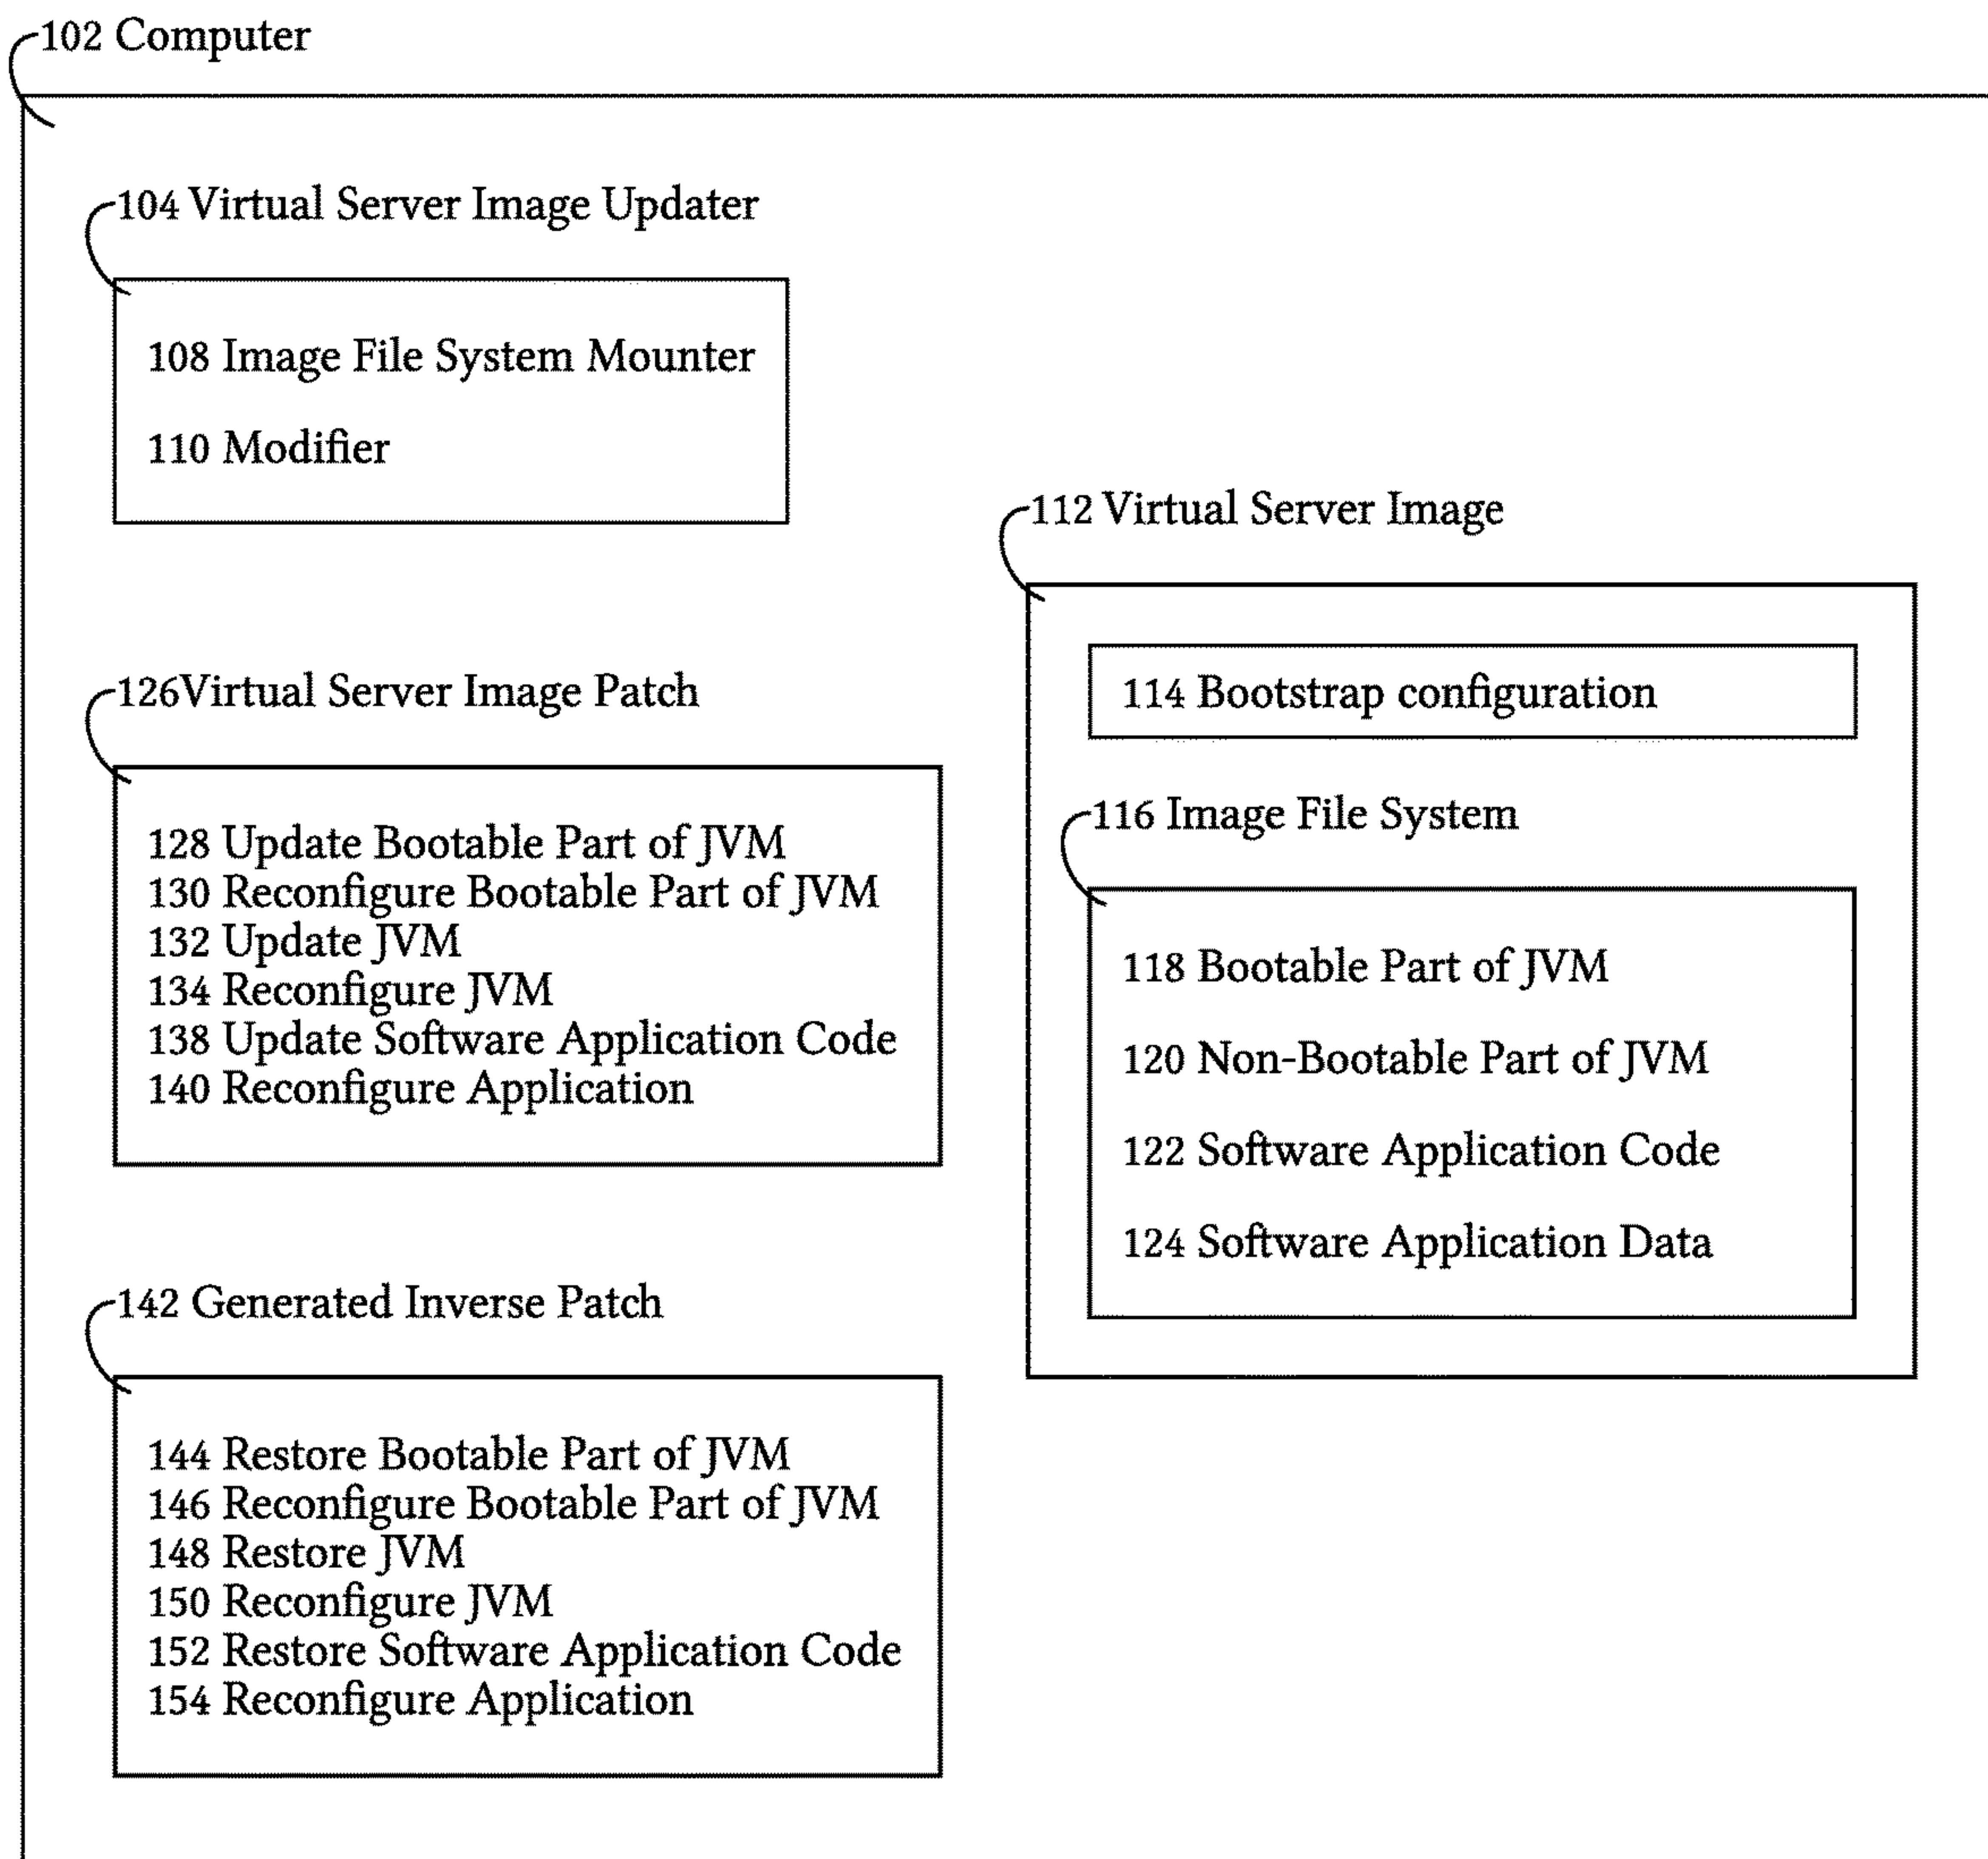 102 Computer
104 Virtual Server Image Updater
108 Image File System Mounter
110 Modifier
112 Virtual Server Image
114 Bootstrap configuration
116 Image File System
118 Bootable Part of JVM
120 Non-Bootable Part of JVM
122 Software Application Code
124 Software Application Data
126Virtual Server Image Patch
128 Update Bootable Part of JVM
130 Reconfigure Bootable Part of JVM
132 Update JVM
134 Reconfigure JVM
138 Update Software Application Code
140 Reconfigure Application
142 Generated Inverse Patch
144 Restore Bootable Part of JVM
146 Reconfigure Bootable Part of JVM
148 Restore JVM
150 Reconfigure JVM
152 Restore Software Application Code
154 Reconfigure Application